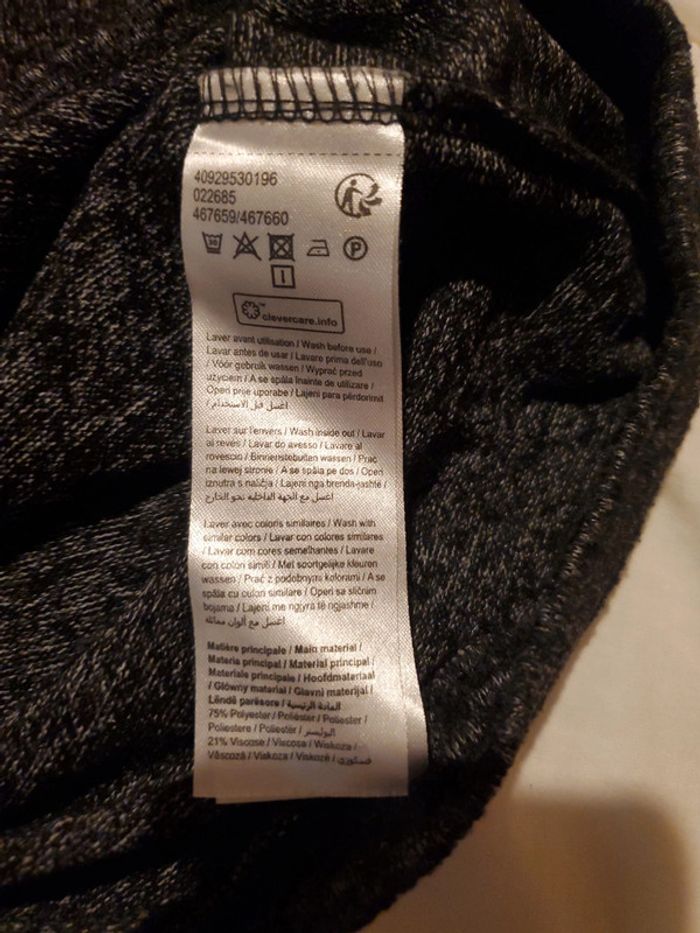 40929530196
022685
467659/467660
30
P
clevercare.info
Laver avant utilisation / Wash before use /
Lavar antes de usar / Lavare prima dell'uso
/ Vóór gebruik wassen / Wyprać przed
użyciem / A se spăla înainte de utilizare /
Operi prije uporabe / Lajeni para përdorimit
/ اغسل قبل الاستخدام
Laver sur l'envers / Wash inside out / Lavar
al revés / Lavar do avesso / Lavare al
rovescio / Binnenstebuiten wassen / Prać
na lewej stronie / A se spăla pe dos / Operi
iznutra s naličja / Lajeni nga brenda-jashtë /
اغسل مع الجهة الداخليه نحو الخارج
Laver avec coloris similaires / Wash with
similar colors / Lavar con colores similares
/ Lavar com cores semelhantes / Lavare
con colori simili / Met soortgelijke kleuren
wassen / Prać z podobnymi kolorami / A se
spăla cu culori similare / Operi sa sličnim
bojama / Lajeni me ngyra të ngjashme /
اغسل مع ألوان مماثله
Matière principale / Main material /
Materia principal / Material principal /
Materiale principale / Hoofdmateriaal
/ Główny materiał / Glavni materijal /
Lëndë parësore / المادة الرئيسية
75% Polyester / Poliéster / Poliester /
Poliestere / Poliester / البوليستر
21% Viscose / Viscosa / Wiskoza /
Vâscoză / Viskoza / Viskozë / فسكوزي